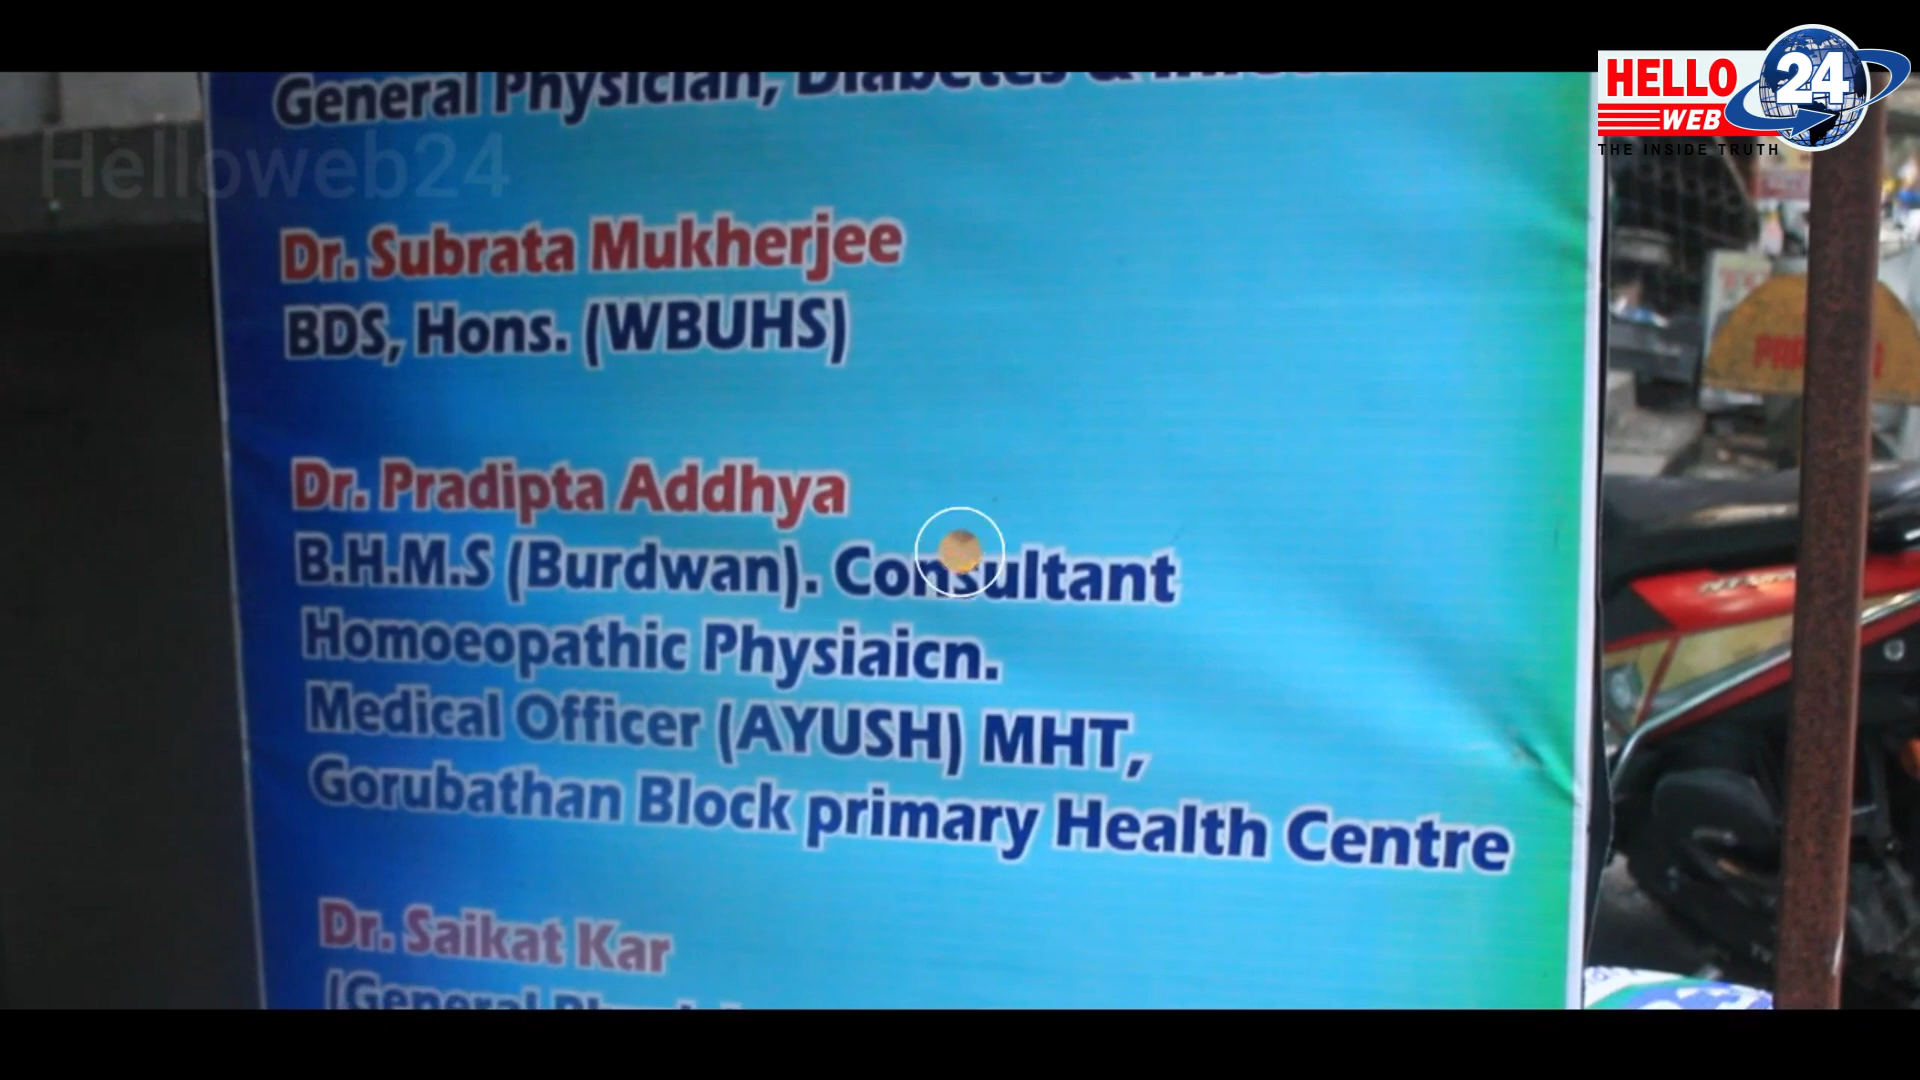 General Physician, Diabetes &
HELLO
24
WEB
THE INSIDE TRUTH
Helloweb24
Dr. Subrata Mukherjee
BDS, Hons. (WBUHS)
Dr. Pradipta Addhya
B.H.M.S (Burdwan). Consultant
Homoeopathic Physiaicn.
Medical Officer (AYUSH) MHT,
Gorubathan Block primary Health Centre
Dr. Saikat Kar
(General